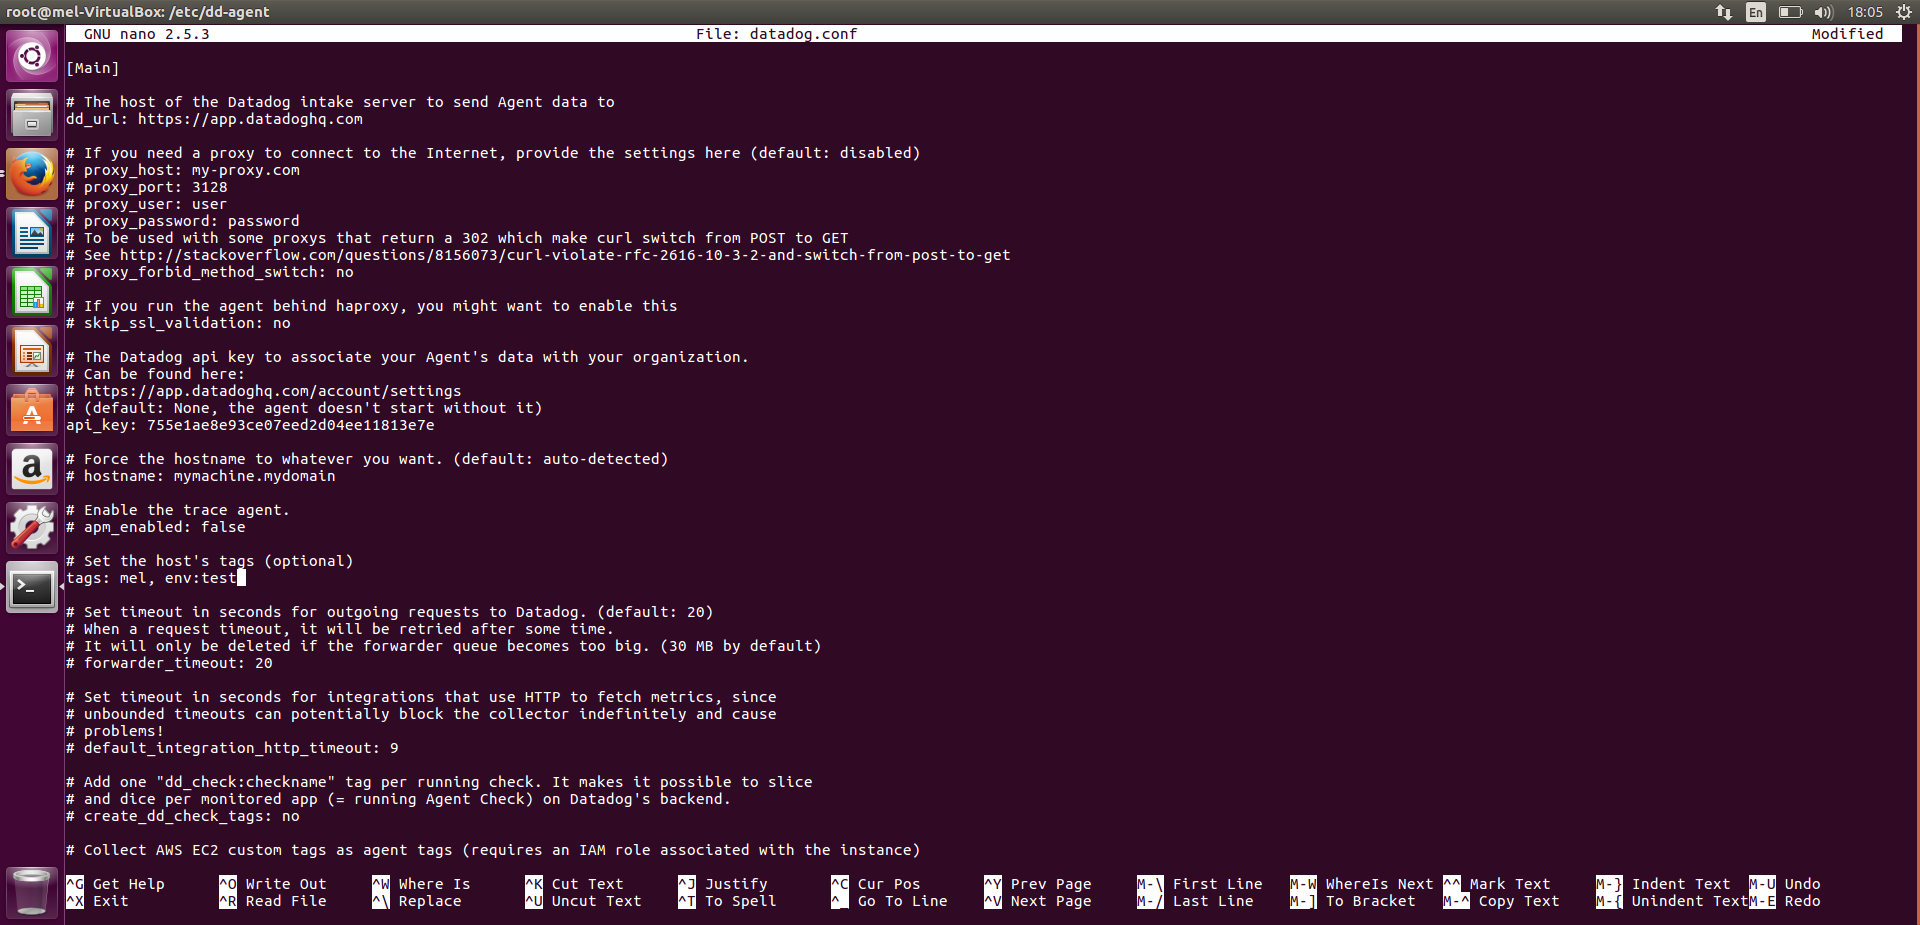 root@mel-VirtualBox: /etc/dd-agent
En
18:05
GNU nano 2.5.3 File: datadog.conf Modified
[Main]
# The host of the Datadog intake server to send Agent data to
dd_url: https://app.datadoghq.com
# If you need a proxy to connect to the Internet, provide the settings here (default: disabled)
# proxy_host: my-proxy.com
# proxy_port: 3128
# proxy_user: user
# proxy_password: password
# To be used with some proxys that return a 302 which make curl switch from POST to GET
# See http://stackoverflow.com/questions/8156073/curl-violate-rfc-2616-10-3-2-and-switch-from-post-to-get
# proxy_forbid_method_switch: no
# If you run the agent behind haproxy, you might want to enable this
# skip_ssl_validation: no
# The Datadog api key to associate your Agent's data with your organization.
# Can be found here:
# https://app.datadoghq.com/account/settings
# (default: None, the agent doesn't start without it)
api_key: 755e1ae8e93ce07eed2d04ee11813e7e
# Force the hostname to whatever you want. (default: auto-detected)
# hostname: mymachine.mydomain
# Enable the trace agent.
# apm_enabled: false
# Set the host's tags (optional)
tags: mel, env:test
# Set timeout in seconds for outgoing requests to Datadog. (default: 20)
# When a request timeout, it will be retried after some time.
# It will only be deleted if the forwarder queue becomes too big. (30 MB by default)
# forwarder_timeout: 20
# Set timeout in seconds for integrations that use HTTP to fetch metrics, since
# unbounded timeouts can potentially block the collector indefinitely and cause
# problems!
# default_integration_http_timeout: 9
# Add one "dd_check:checkname" tag per running check. It makes it possible to slice
# and dice per monitored app (= running Agent Check) on Datadog's backend.
# create_dd_check_tags: no
# Collect AWS EC2 custom tags as agent tags (requires an IAM role associated with the instance)
^G Get Help ^O Write Out ^W Where Is ^K Cut Text ^J Justify ^C Cur Pos ^Y Prev Page M-\ First Line M-W WhereIs Next ^^ Mark Text M-} Indent Text M-U Undo
^X Exit ^R Read File ^\ Replace ^U Uncut Text ^T To Spell ^_ Go To Line ^V Next Page M-/ Last Line M-] To Bracket M-^ Copy Text M-{ Unindent Text M-E Redo